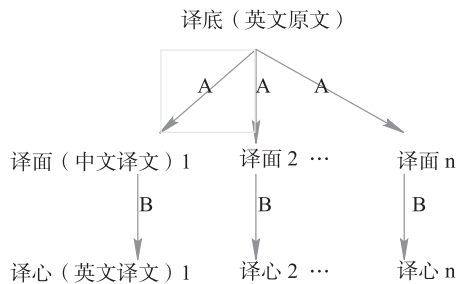 译底（英文原文）
A A A
译面（中文译文）1 译面 2 … 译面 n
B B B
译心（英文译文）1 译心 2 … 译心 n